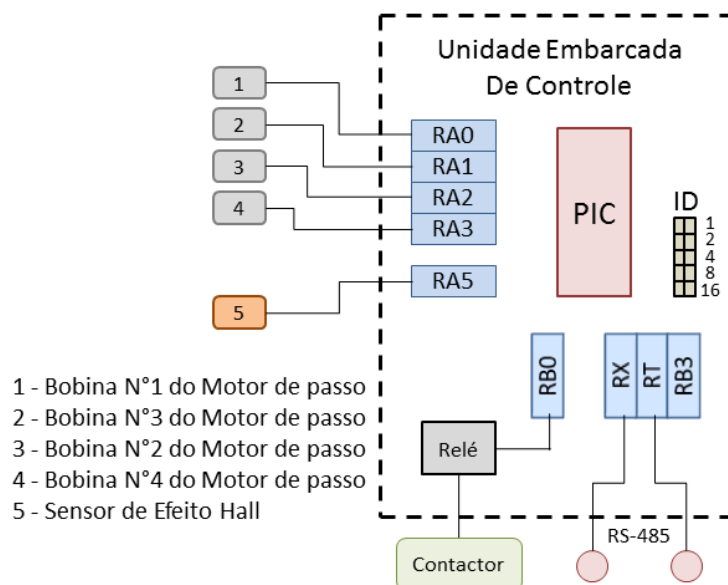 Unidade Embarcada
De Controle
1
2
3
4
5
RA0
RA1
RA2
RA3
RA5
PIC
ID
1
2
4
8
16
RB0
RX
RT
RB3
1 - Bobina N°1 do Motor de passo
2 - Bobina N°3 do Motor de passo
3 - Bobina N°2 do Motor de passo
4 - Bobina N°4 do Motor de passo
5 - Sensor de Efeito Hall
Relé
Contactor
RS-485